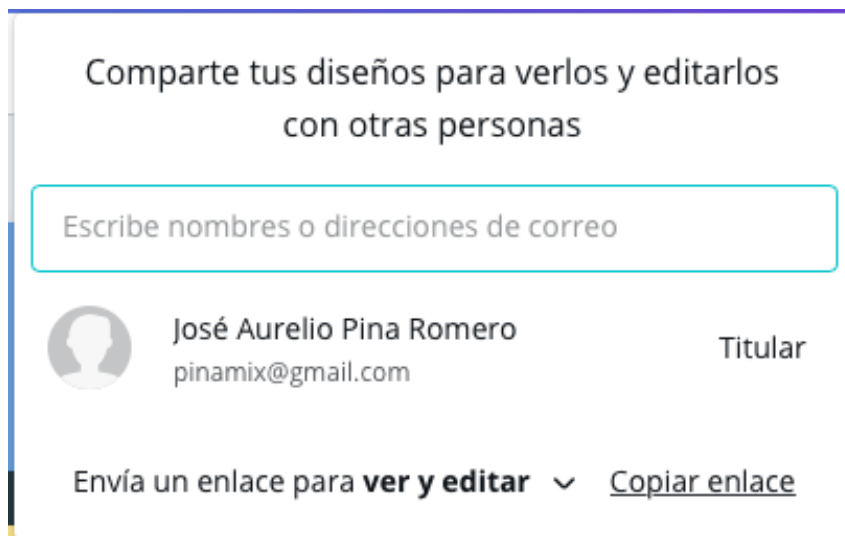 Comparte tus diseños para verlos y editarlos
con otras personas
Escribe nombres o direcciones de correo
José Aurelio Pina Romero
Titular
pinamix@gmail.com
Envía un enlace para ver y editar Copiar enlace